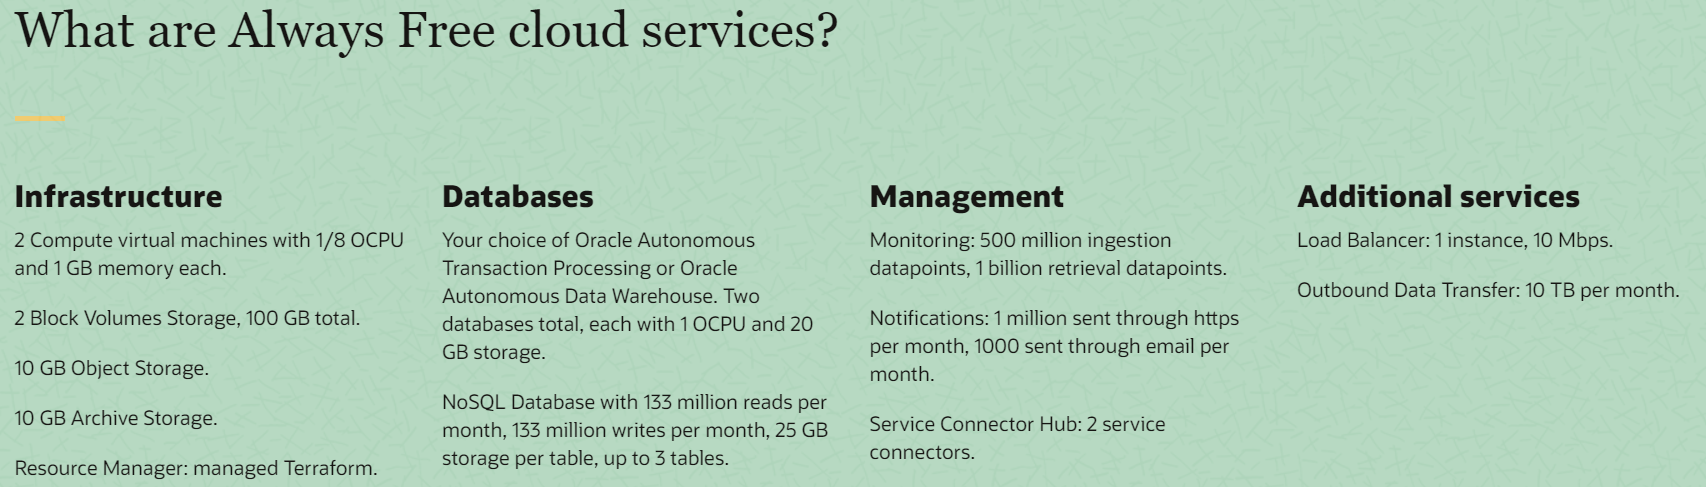 What are Always Free cloud services?
Infrastructure
2 Compute virtual machines with 1/8 OCPU
and 1 GB memory each.
2 Block Volumes Storage, 100 GB total.
10 GB Object Storage.
10 GB Archive Storage.
Resource Manager: managed Terraform.
Databases
Your choice of Oracle Autonomous
Transaction Processing or Oracle
Autonomous Data Warehouse. Two
databases total, each with 1 OCPU and 20
GB storage.
NoSQL Database with 133 million reads per
month, 133 million writes per month, 25 GB
storage per table, up to 3 tables.
Management
Monitoring: 500 million ingestion
datapoints, 1 billion retrieval datapoints.
Notifications: 1 million sent through https
per month, 1000 sent through email per
month.
Service Connector Hub: 2 service
connectors.
Additional services
Load Balancer: 1 instance, 10 Mbps.
Outbound Data Transfer: 10 TB per month.